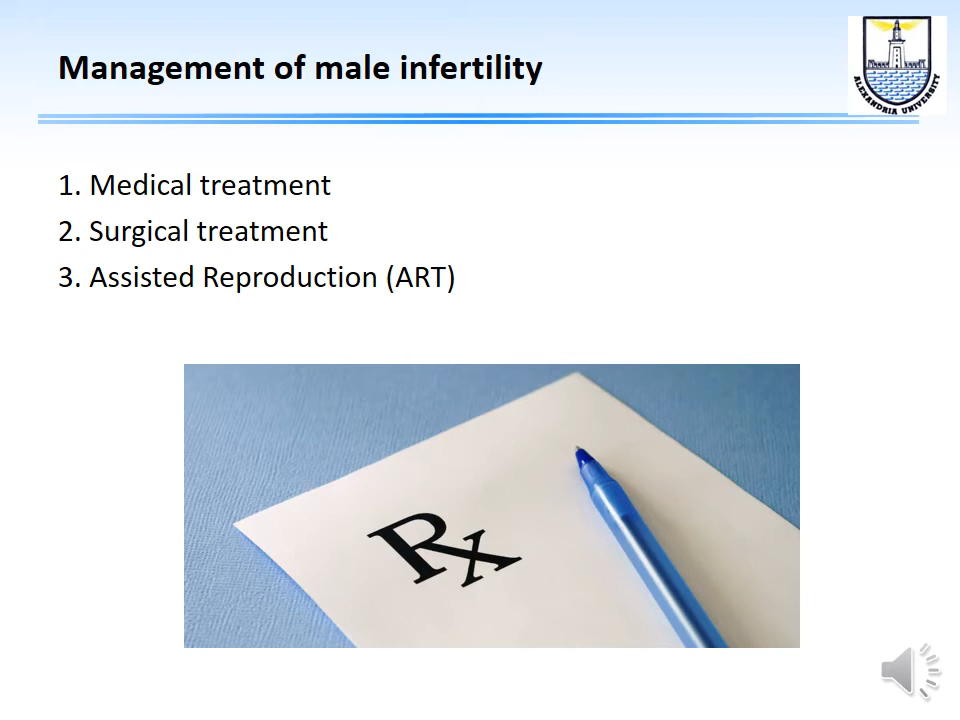 Management of male infertility
ALEXANDRIA UNIVERSITY
1. Medical treatment
2. Surgical treatment
3. Assisted Reproduction (ART)
Rx